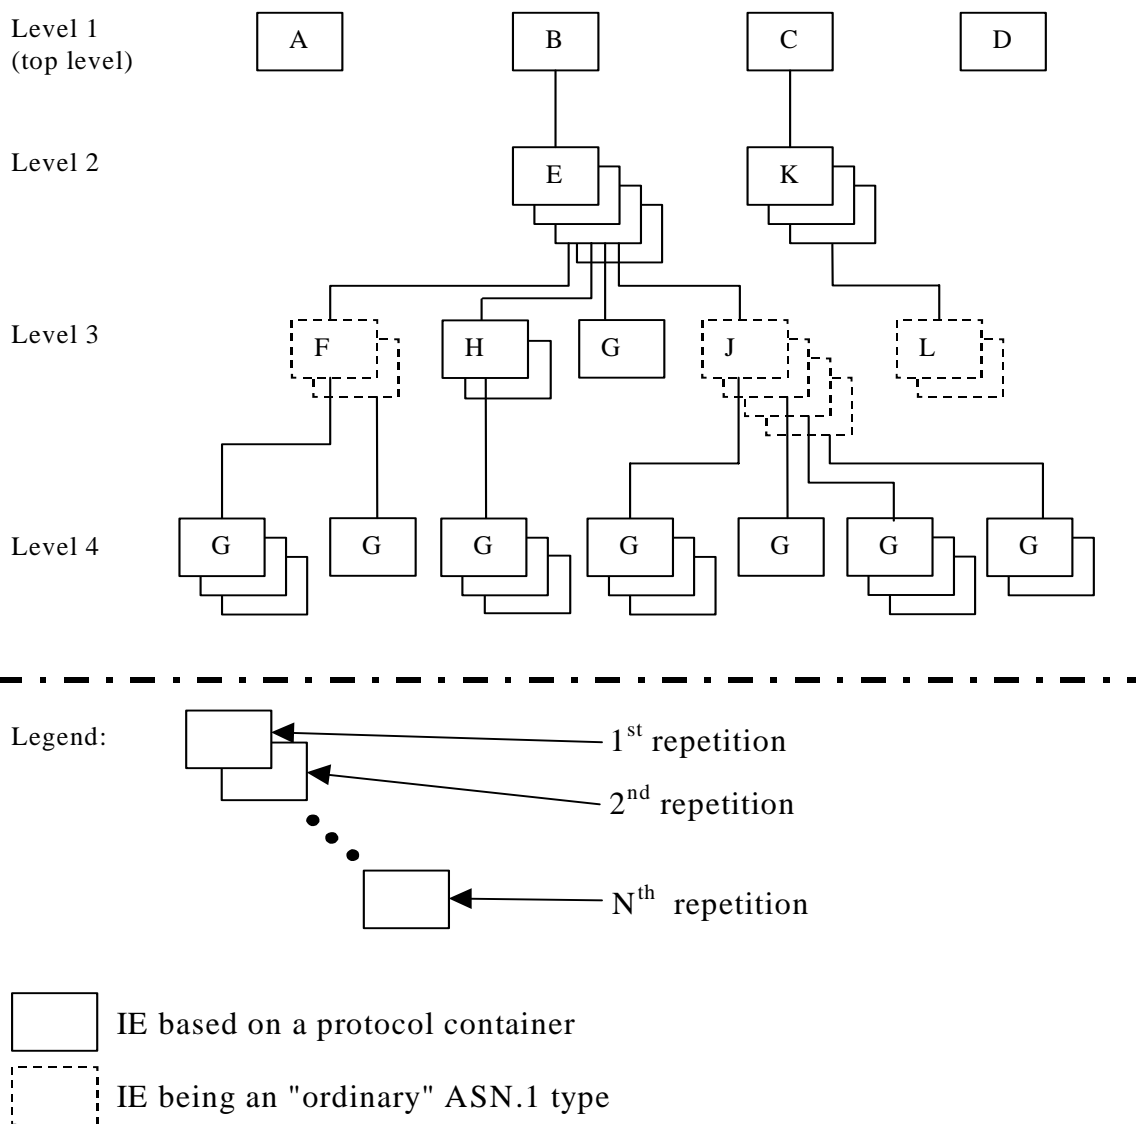 Level 1
(top level)
A
B
C
D
Level 2
E
K
Level 3
F
H
G
J
L
Level 4
G
G
G
G
G
G
G
Legend:
1st repetition
2nd repetition
Nth repetition
IE based on a protocol container
IE being an "ordinary" ASN.1 type